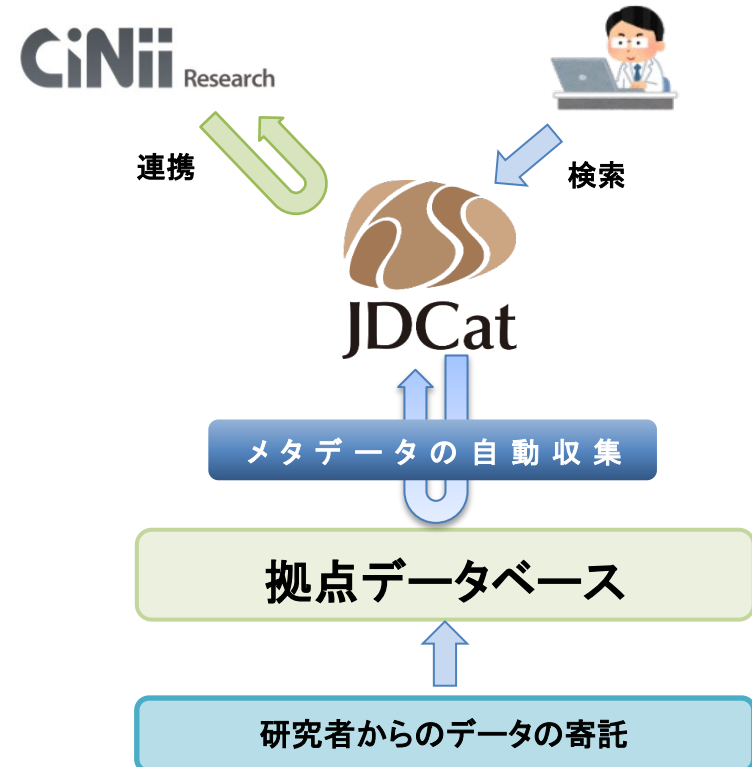 CiNii Research
連携
検索
JDCat
メタデータの自動収集
拠点データベース
研究者からのデータの寄託